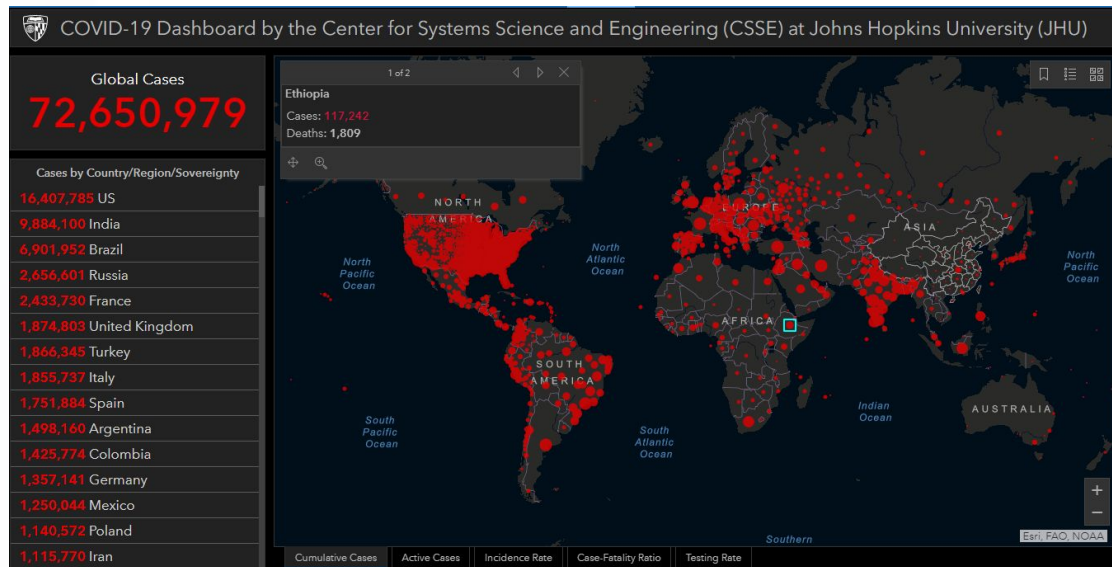 COVID-19 Dashboard by the Center for Systems Science and Engineering (CSSE) at Johns Hopkins University (JHU)
Global Cases
72,650,979
Cases by Country/Region/Sovereignty
16,407,785 US
9,884,100 India
6,901,952 Brazil
2,656,601 Russia
2,433,730 France
1,874,803 United Kingdom
1,866,345 Turkey
1,855,737 Italy
1,751,884 Spain
1,498,160 Argentina
1,425,774 Colombia
1,357,141 Germany
1,250,044 Mexico
1,140,572 Poland
1,115,770 Iran
1 of 2
Ethiopia
Cases: 117,242
Deaths: 1,809
NORTH
AMERICA
EUROPE
ASIA
North
Pacific
Ocean
North
Atlantic
Ocean
North
Pacific
Ocean
AFRICA
SOUTH
AMERICA
Indian
Ocean
AUSTRALIA
South
Pacific
Ocean
South
Atlantic
Ocean
Southern
Esri, FAO, NOAA
Cumulative Cases
Active Cases
Incidence Rate
Case-Fatality Ratio
Testing Rate